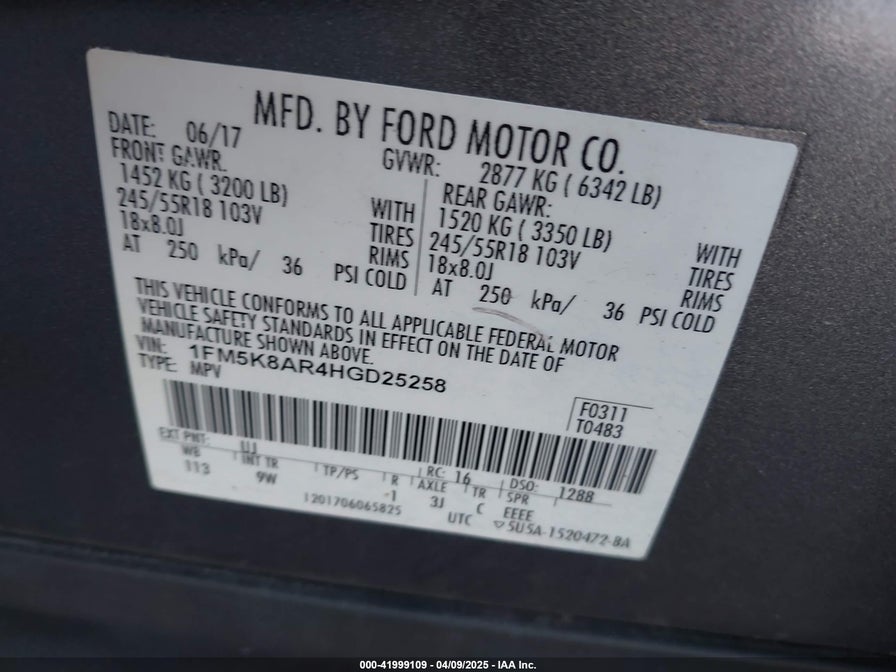 MFD. BY FORD MOTOR CO.
DATE: 06/17 GVWR: 2877 KG ( 6342 LB)
FRONT GAWR: REAR GAWR:
1452 KG ( 3200 LB) WITH 1520 KG ( 3350 LB) WITH
245/55R18 103V TIRES 245/55R18 103V TIRES
18x8.0J RIMS 18x8.0J RIMS
AT 250 kPa/ 36 PSI COLD AT 250 kPa/ 36 PSI COLD
THIS VEHICLE CONFORMS TO ALL APPLICABLE FEDERAL MOTOR
VEHICLE SAFETY STANDARDS IN EFFECT ON THE DATE OF
MANUFACTURE SHOWN ABOVE.
VIN: 1FM5K8AR4HGD25258
TYPE: MPV
F0311
T0483
EXT PNT: UJ RC: 16 DSO: 1288
WB INT TR TP/PS R AXLE TR SPR
113 9W -1 3J C EEEE
1201706065825 UTC ▽5U5A-1520472-BA
000-41999109 - 04/09/2025 - IAA Inc.